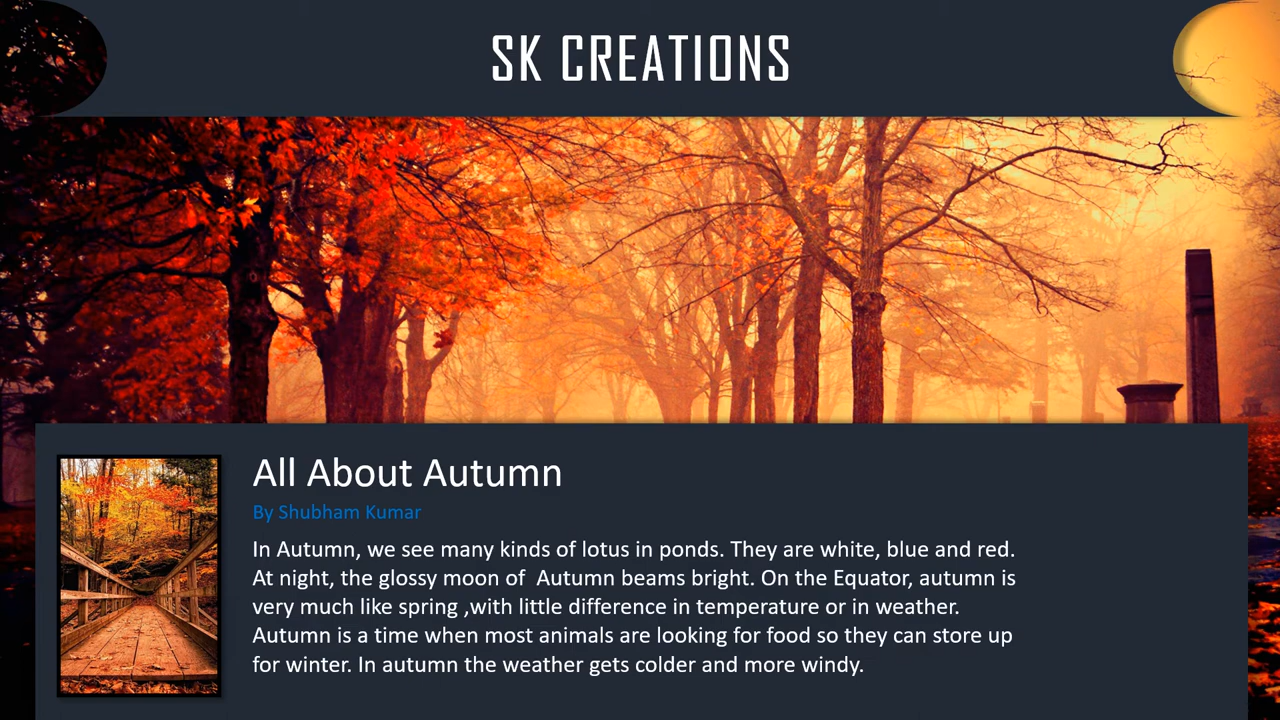 SK CREATIONS
All About Autumn
By Shubham Kumar
In Autumn, we see many kinds of lotus in ponds. They are white, blue and red.
At night, the glossy moon of  Autumn beams bright. On the Equator, autumn is
very much like spring ,with little difference in temperature or in weather.
Autumn is a time when most animals are looking for food so they can store up
for winter. In autumn the weather gets colder and more windy.